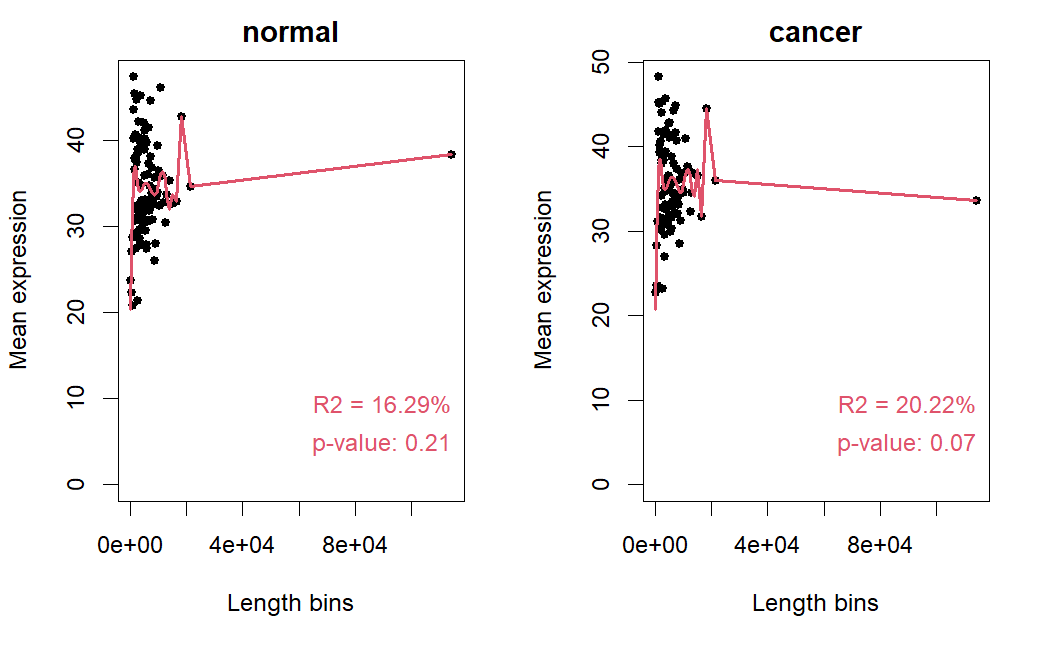 normal
Mean expression
40
30
20
10
0
R2 = 16.29%
p-value: 0.21
0e+00 4e+04 8e+04
Length bins
cancer
Mean expression
50
40
30
20
10
0
R2 = 20.22%
p-value: 0.07
0e+00 4e+04 8e+04
Length bins